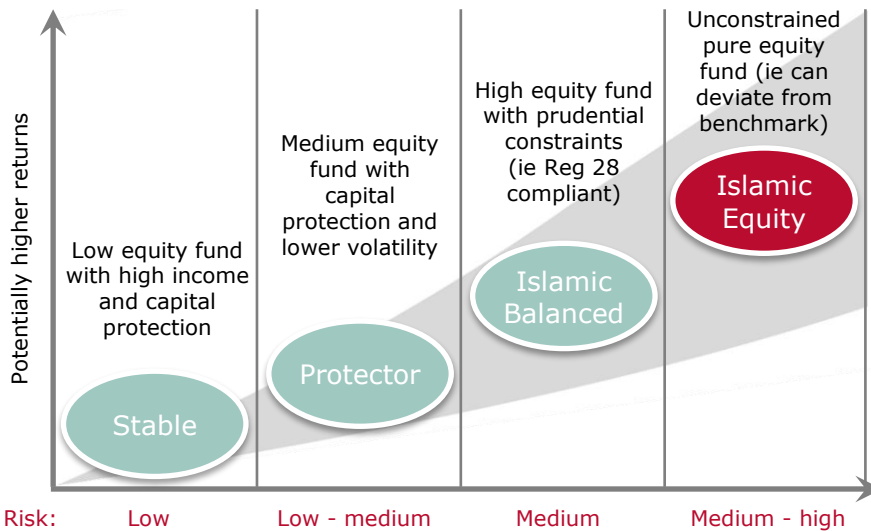 Potentially higher returns
Low equity fund
with high income
and capital
protection
Stable
Medium equity
fund with
capital
protection and
lower volatility
Protector
High equity fund
with prudential
constraints
(ie Reg 28
compliant)
Islamic
Balanced
Unconstrained
pure equity
fund (ie can
deviate from
benchmark)
Islamic
Equity
Risk: Low Low - medium Medium Medium - high